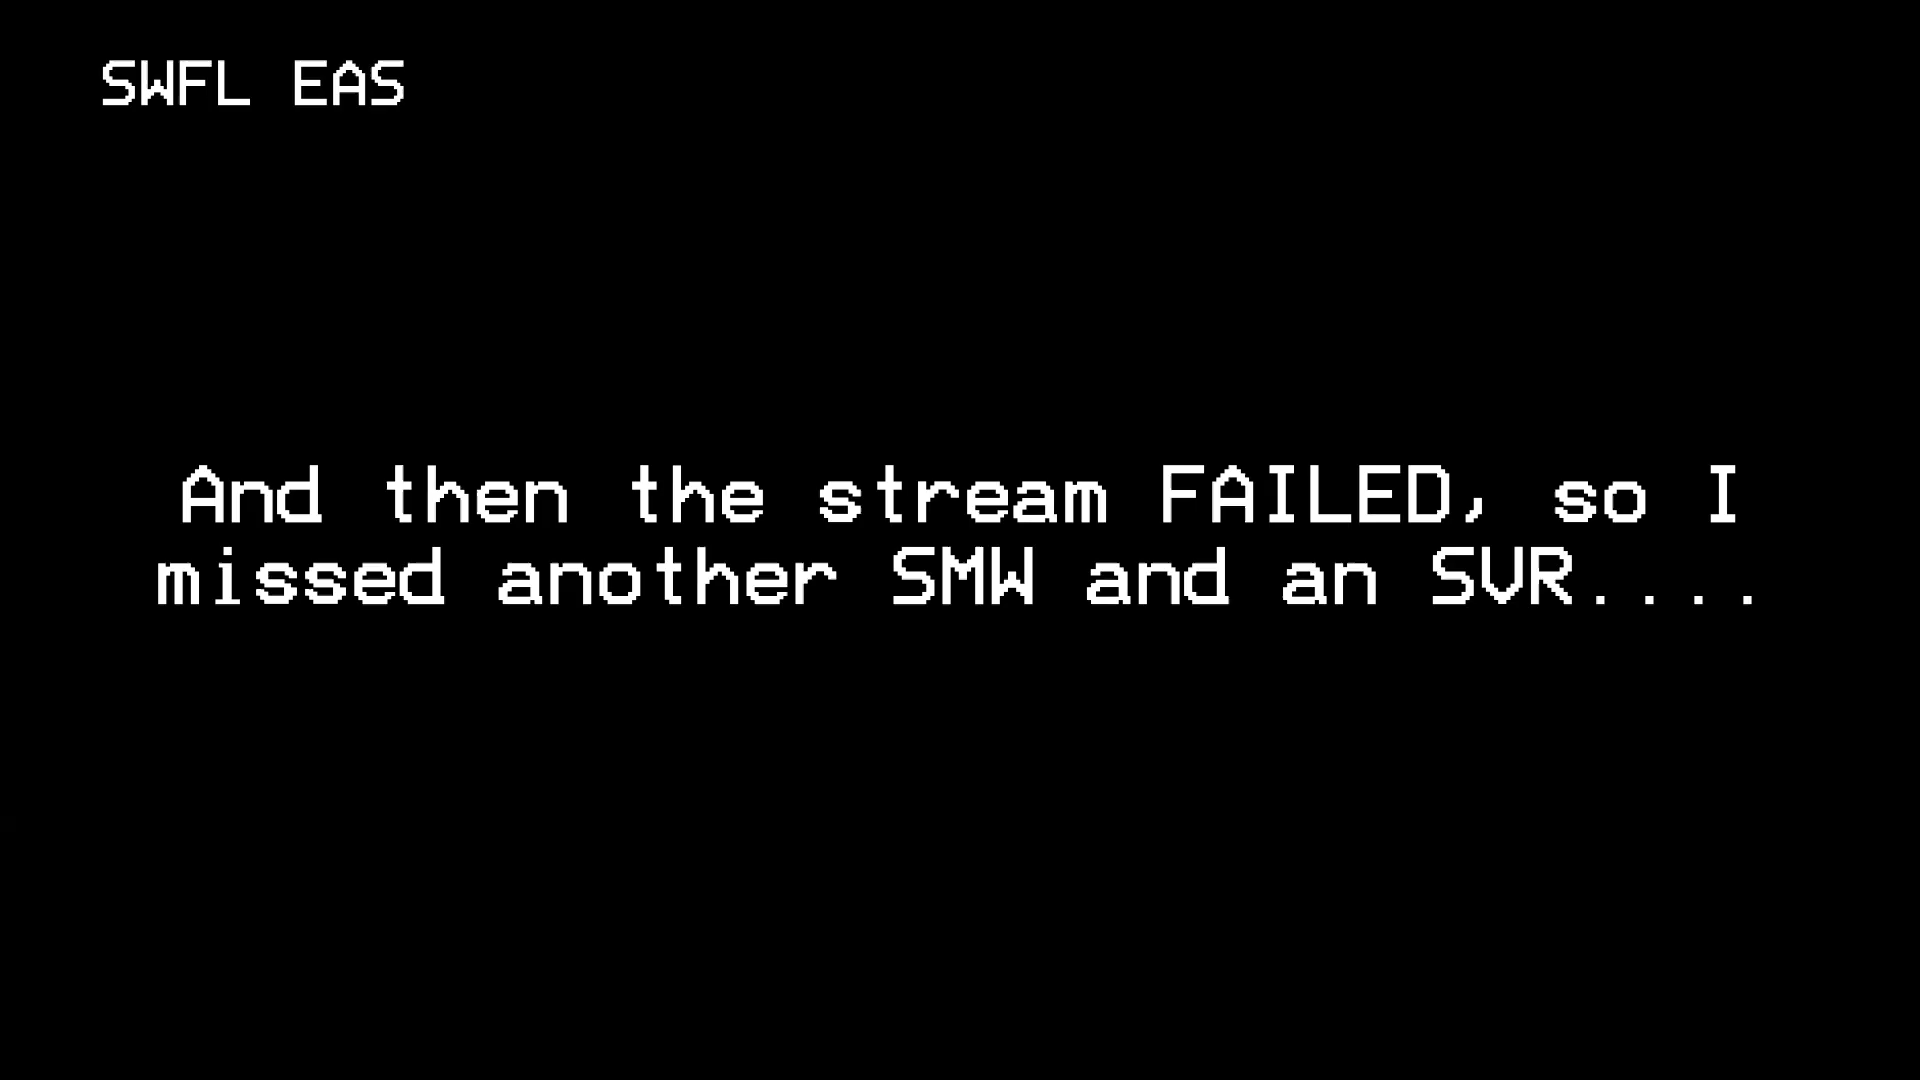 SWFL EAS
And then the stream FAILED, so I
missed another SMW and an SVR....